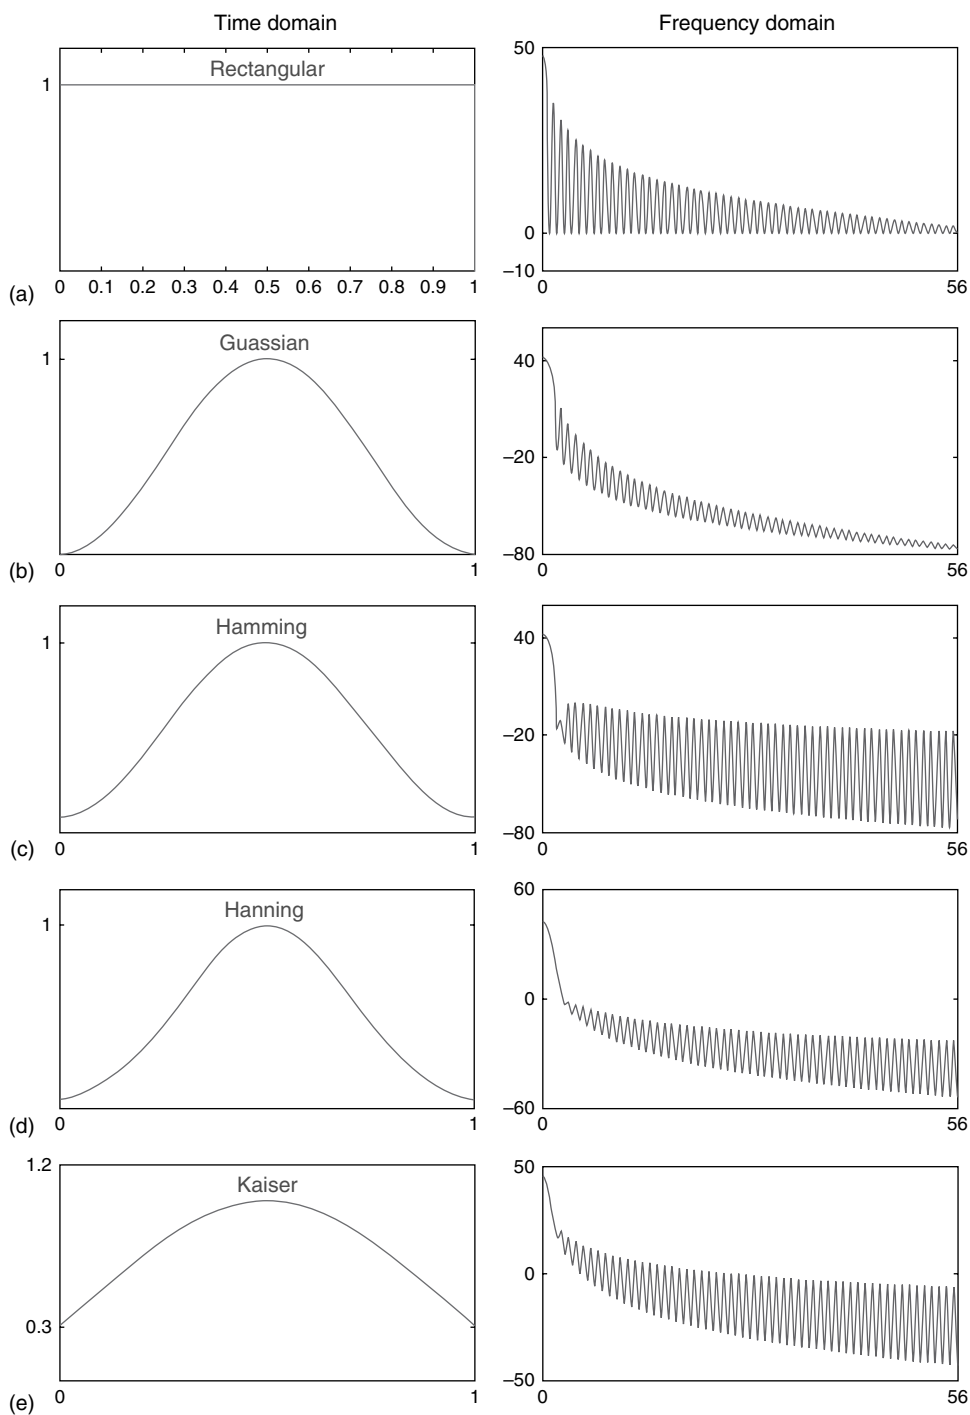 Time domain
Frequency domain
Rectangular
1
0 0.1 0.2 0.3 0.4 0.5 0.6 0.7 0.8 0.9 1
50
0
–10
0 56
(a)
Guassian
1
0 1
40
–20
–80
0 56
(b)
Hamming
1
0 1
40
–20
–80
0 56
(c)
Hanning
1
0 1
60
0
–60
0 56
(d)
1.2
Kaiser
0.3
0 1
50
0
–50
0 56
(e)